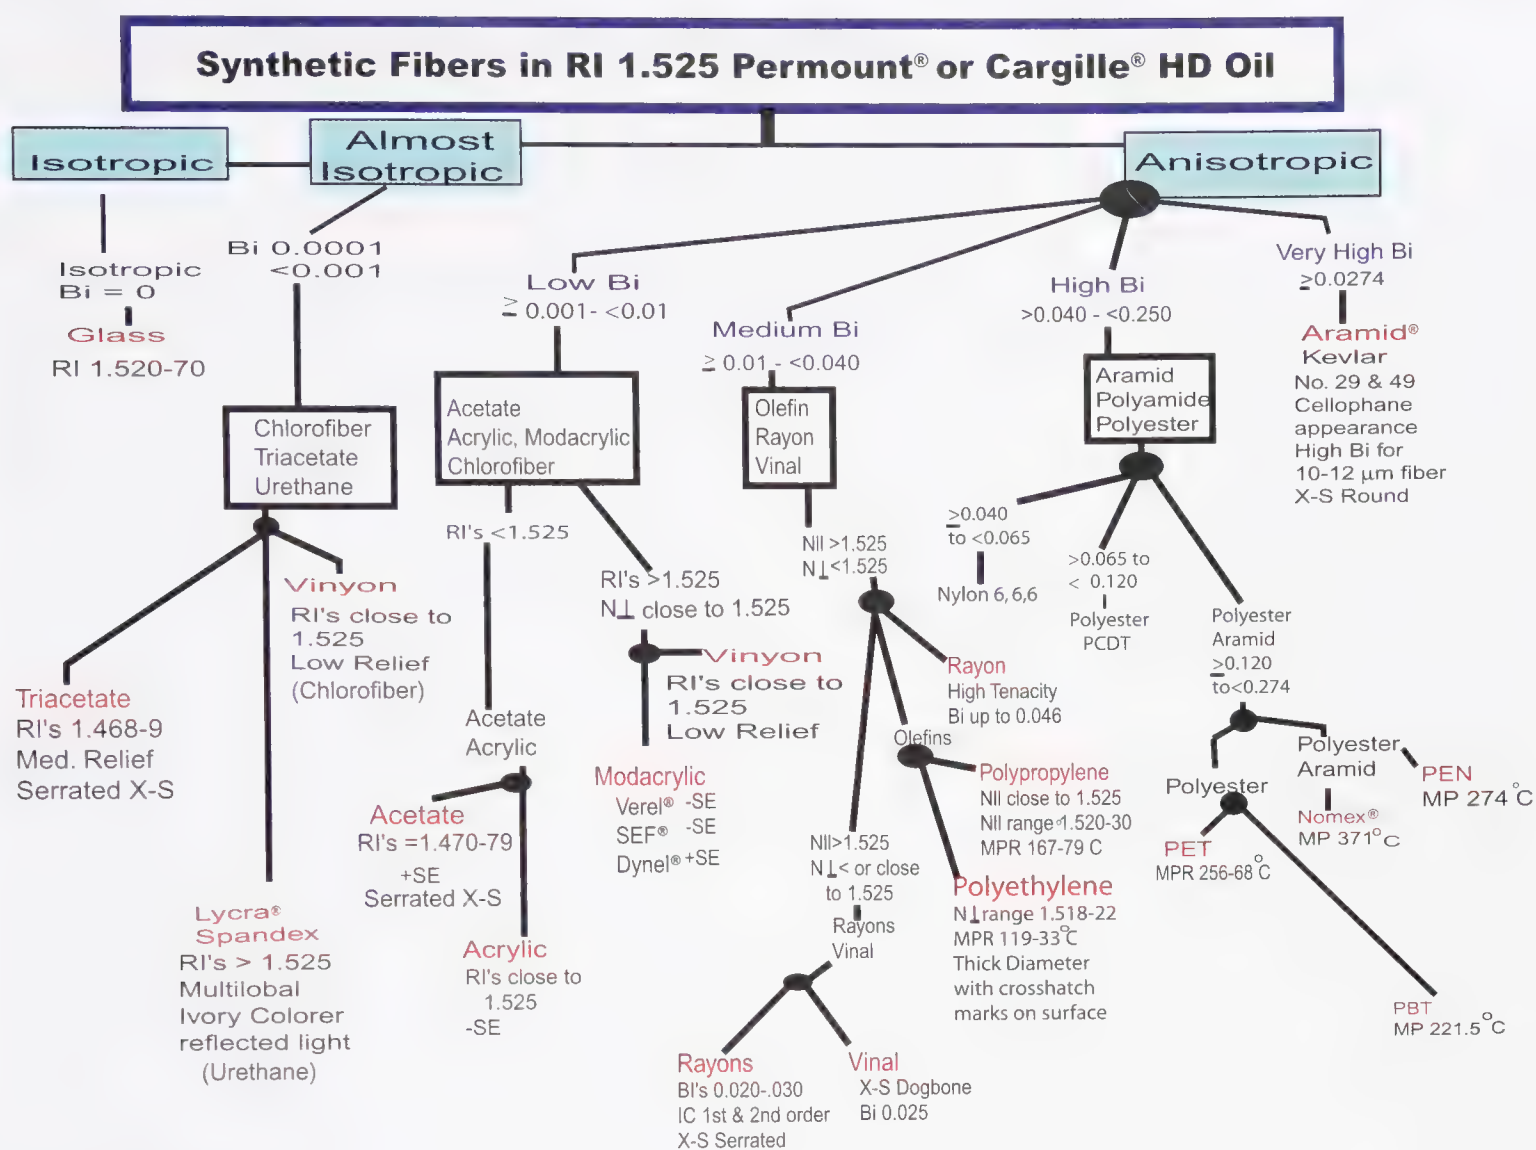 Synthetic Fibers in RI 1.525 Permount® or Cargille® HD Oil
Isotropic
Almost
Isotropic
Anisotropic
Isotropic
Bi = 0
Glass
RI 1.520-70
Bi 0.0001
<0.001
Chlorofiber
Triacetate
Urethane
Triacetate
RI's 1.468-9
Med. Relief
Serrated X-S
Lycra®
Spandex
RI's > 1.525
Multilobal
Ivory Colorer
reflected light
(Urethane)
Vinyon
RI's close to
1.525
Low Relief
(Chlorofiber)
Low Bi
≥ 0.001- <0.01
Acetate
Acrylic, Modacrylic
Chlorofiber
RI's <1.525
Acetate
Acrylic
Acetate
RI's =1.470-79
+SE
Serrated X-S
Acrylic
RI's close to
1.525
-SE
RI's >1.525
N⊥ close to 1.525
Vinyon
RI's close to
1.525
Low Relief
Modacrylic
Verel® -SE
SEF® -SE
Dynel® +SE
Medium Bi
≥ 0.01 - <0.040
Olefin
Rayon
Vinal
NII >1.525
N⊥<1.525
Rayon
High Tenacity
Bi up to 0.046
Olefins
Polypropylene
NII close to 1.525
NII range 1.520-30
MPR 167-79 C
Polyethylene
N⊥range 1.518-22
MPR 119-33°C
Thick Diameter
with crosshatch
marks on surface
NII>1.525
N⊥< or close
to 1.525
Rayons
Vinal
Rayons
BI's 0.020-.030
IC 1st & 2nd order
X-S Serrated
Vinal
X-S Dogbone
Bi 0.025
High Bi
>0.040 - <0.250
Aramid
Polyamide
Polyester
≥0.040
to <0.065
Nylon 6,6,6
>0.065 to
< 0.120
Polyester
PCDT
Polyester
Aramid
≥0.120
to<0.274
Polyester
PET
MPR 256-68°C
PBT
MP 221.5°C
Polyester
Aramid
Nomex®
MP 371°C
PEN
MP 274°C
Very High Bi
≥0.0274
Aramid®
Kevlar
No. 29 & 49
Cellophane
appearance
High Bi for
10-12 μm fiber
X-S Round